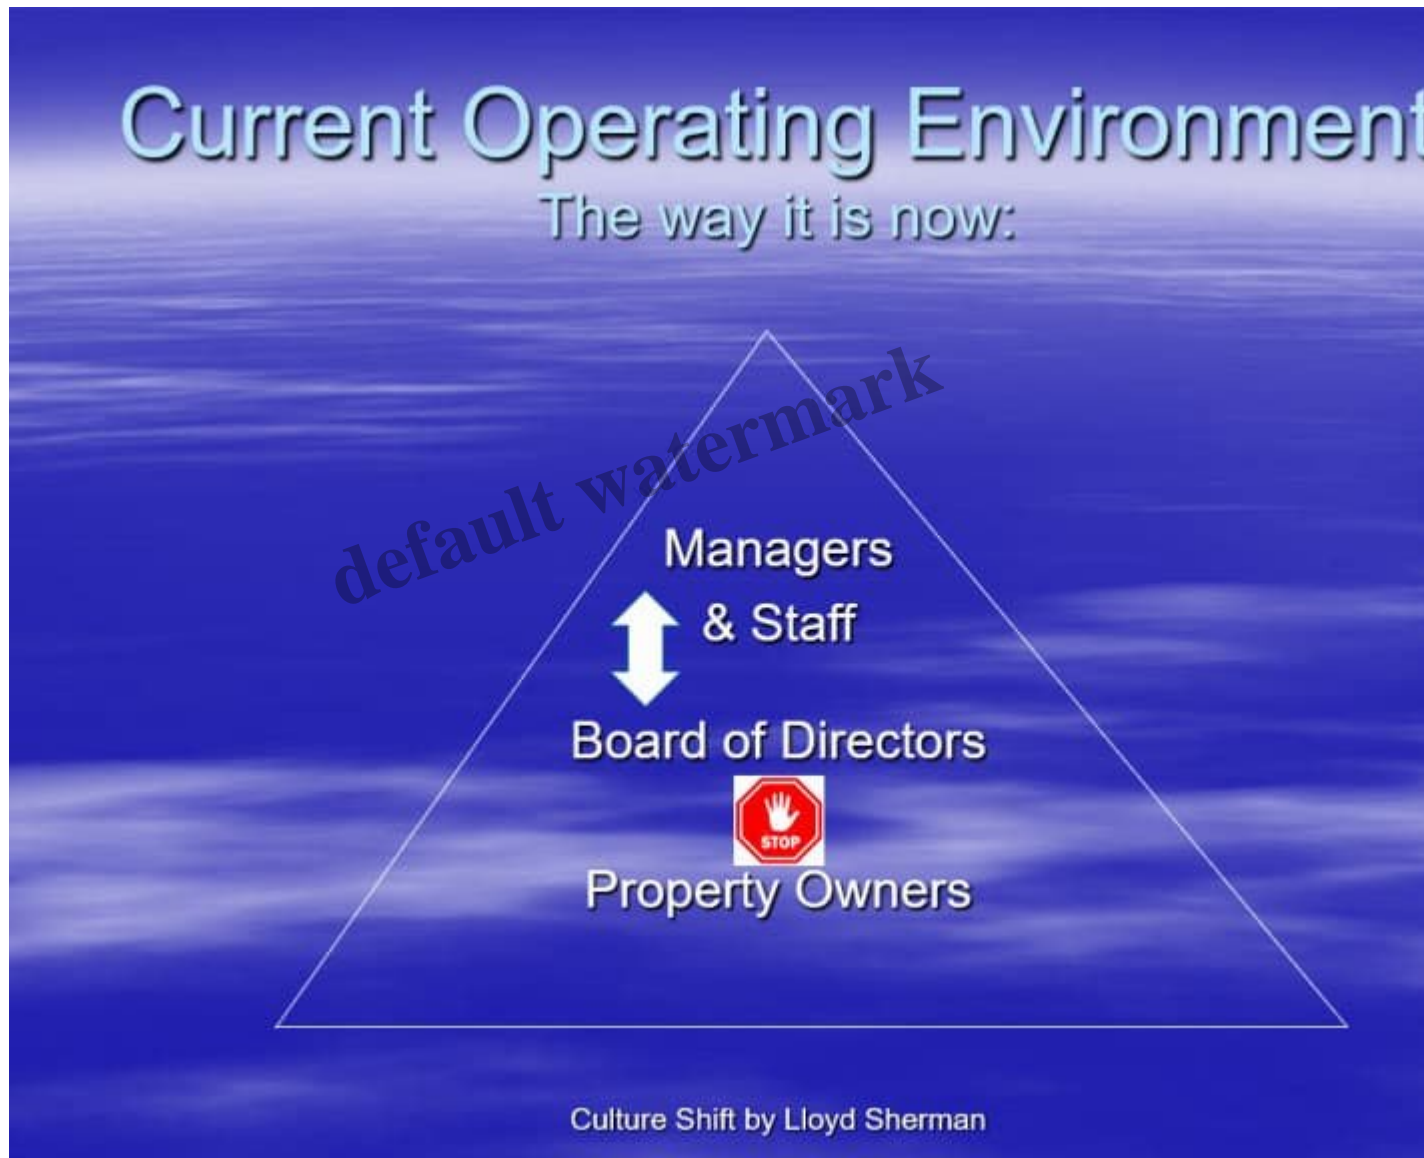 Current Operating Environment
The way it is now:
default watermark
Managers
& Staff
Board of Directors
STOP
Property Owners
Culture Shift by Lloyd Sherman